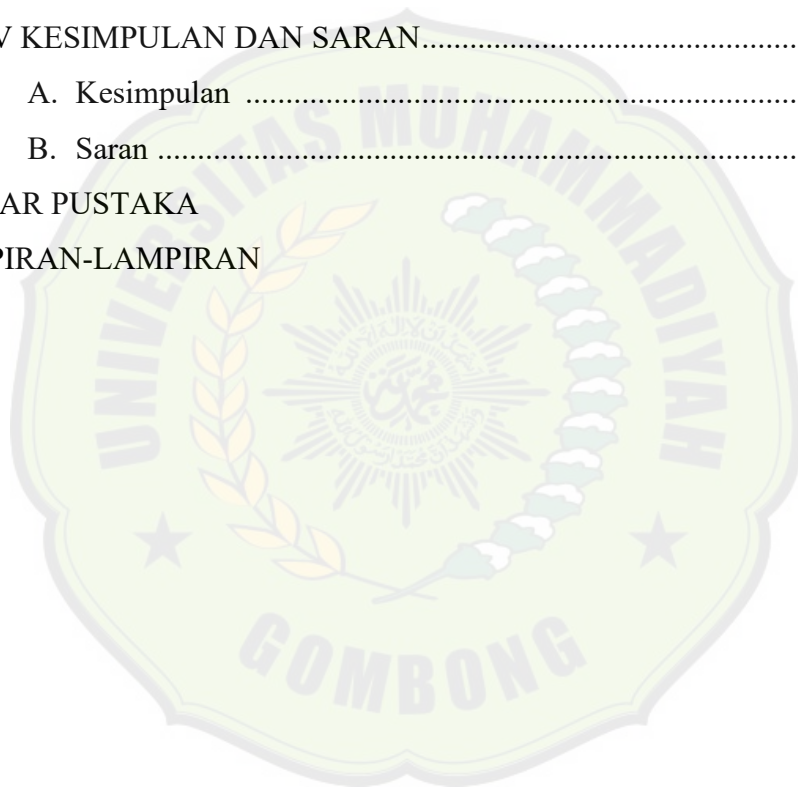 V KESIMPULAN DAN SARAN
A. Kesimpulan
B. Saran
AR PUSTAKA
PIRAN-LAMPIRAN
UNIVERSITAS MUHAMMADIYAH
GOMBONG